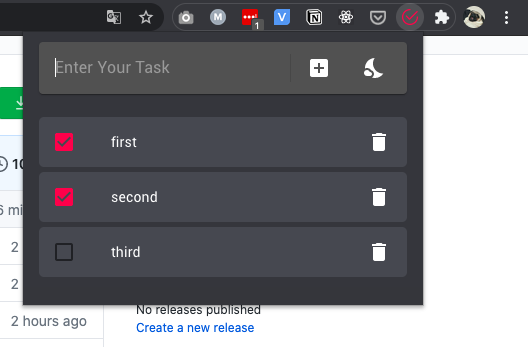 M
1
V
N
Enter Your Task
first
second
third
10
6 mi
2
2
2 hours ago
No releases published
Create a new release